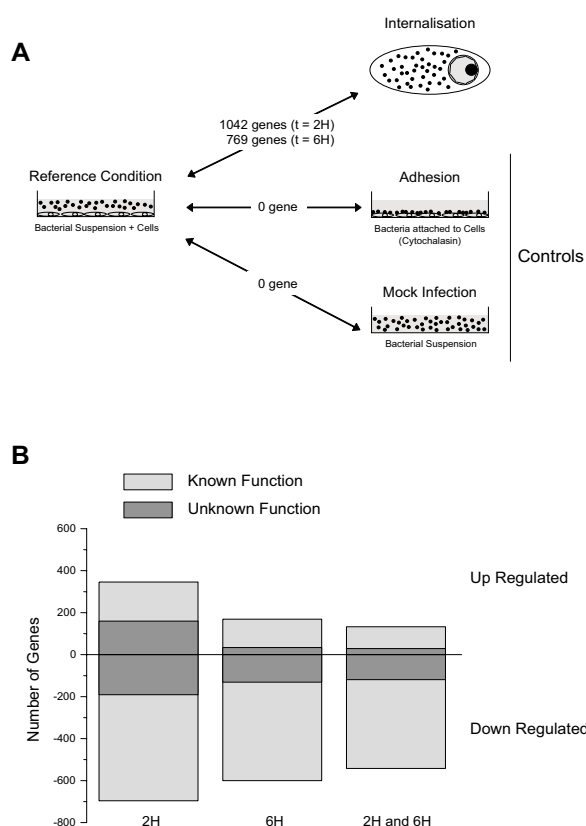 A
Internalisation
1042 genes (t = 2H)
769 genes (t = 6H)
Reference Condition
Bacterial Suspension + Cells
0 gene
Adhesion
Bacteria attached to Cells
(Cytochalasin)
Controls
0 gene
Mock Infection
Bacterial Suspension
B
Known Function
Unknown Function
Number of Genes
600
400
200
0
-200
-400
-600
-800
Up Regulated
Down Regulated
2H
6H
2H and 6H